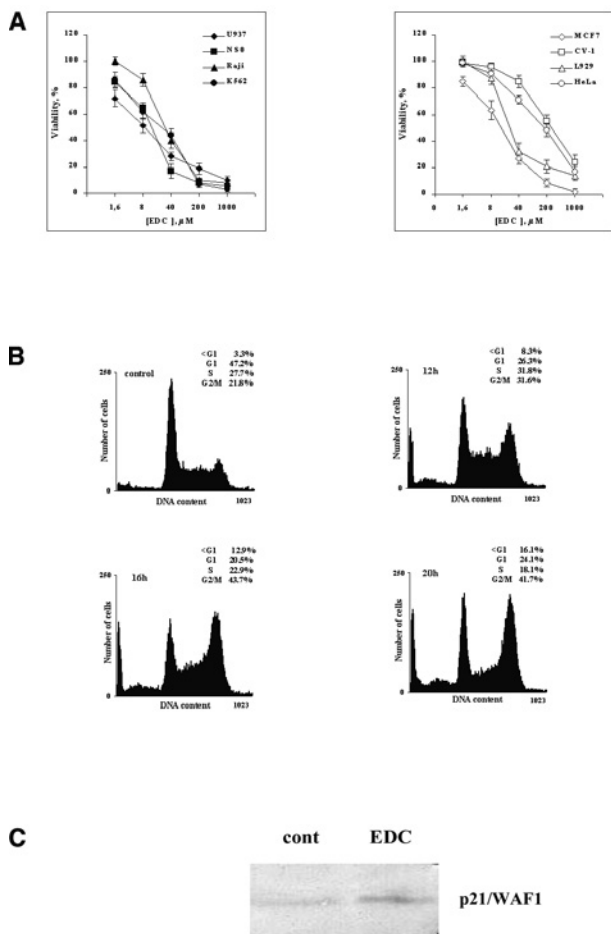 A
U937
NS0
Raji
K562
120
100
80
60
40
20
0
Viability, %
1,6 8 40 200 1000
[EDC], µM
MCF7
CV-1
L929
HeLa
120
100
80
60
40
20
0
Viability, %
0 1,6 8 40 200 1000
[EDC], µM
B
control
<G1 3.3%
G1 47.2%
S 27.7%
G2/M 21.8%
250
Number of cells
0
DNA content 1023
12h
<G1 8.3%
G1 26.3%
S 31.8%
G2/M 31.6%
250
Number of cells
0
DNA content 1023
16h
<G1 12.9%
G1 20.5%
S 22.9%
G2/M 43.7%
250
Number of cells
0
DNA content 1023
20h
<G1 16.1%
G1 24.1%
S 18.1%
G2/M 41.7%
250
Number of cells
0
DNA content 1023
C
cont EDC
p21/WAF1